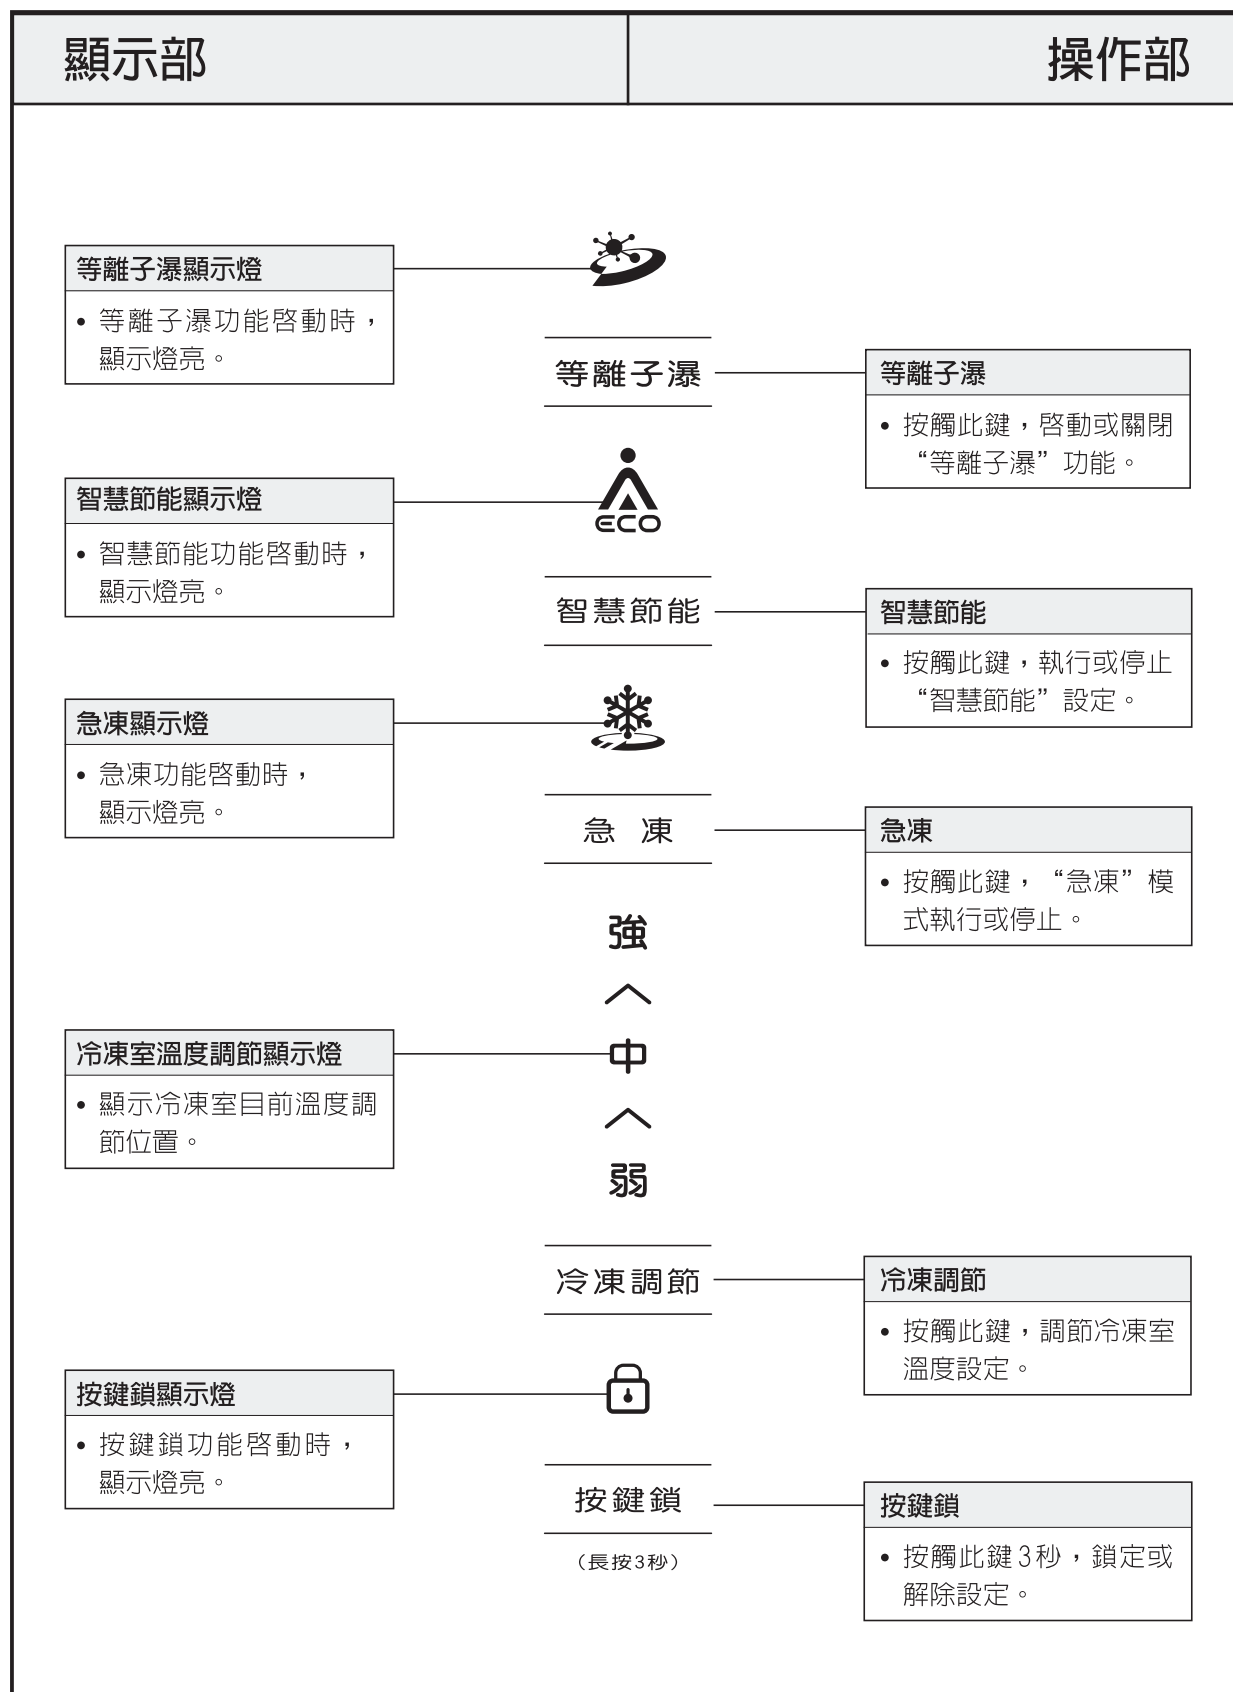 顯示部
操作部
等離子瀑顯示燈
• 等離子瀑功能啓動時，
顯示燈亮。
等離子瀑
等離子瀑
• 按觸此鍵，啓動或關閉
“等離子瀑”功能。
智慧節能顯示燈
• 智慧節能功能啓動時，
顯示燈亮。
ECO
智慧節能
智慧節能
• 按觸此鍵，執行或停止
“智慧節能”設定。
急凍顯示燈
• 急凍功能啓動時，
顯示燈亮。
急 凍
急凍
• 按觸此鍵，“急凍”模
式執行或停止。
強
中
弱
冷凍室溫度調節顯示燈
• 顯示冷凍室目前溫度調
節位置。
冷凍調節
冷凍調節
• 按觸此鍵，調節冷凍室
溫度設定。
按鍵鎖顯示燈
• 按鍵鎖功能啓動時，
顯示燈亮。
按鍵鎖
（長按3秒）
按鍵鎖
• 按觸此鍵3秒，鎖定或
解除設定。